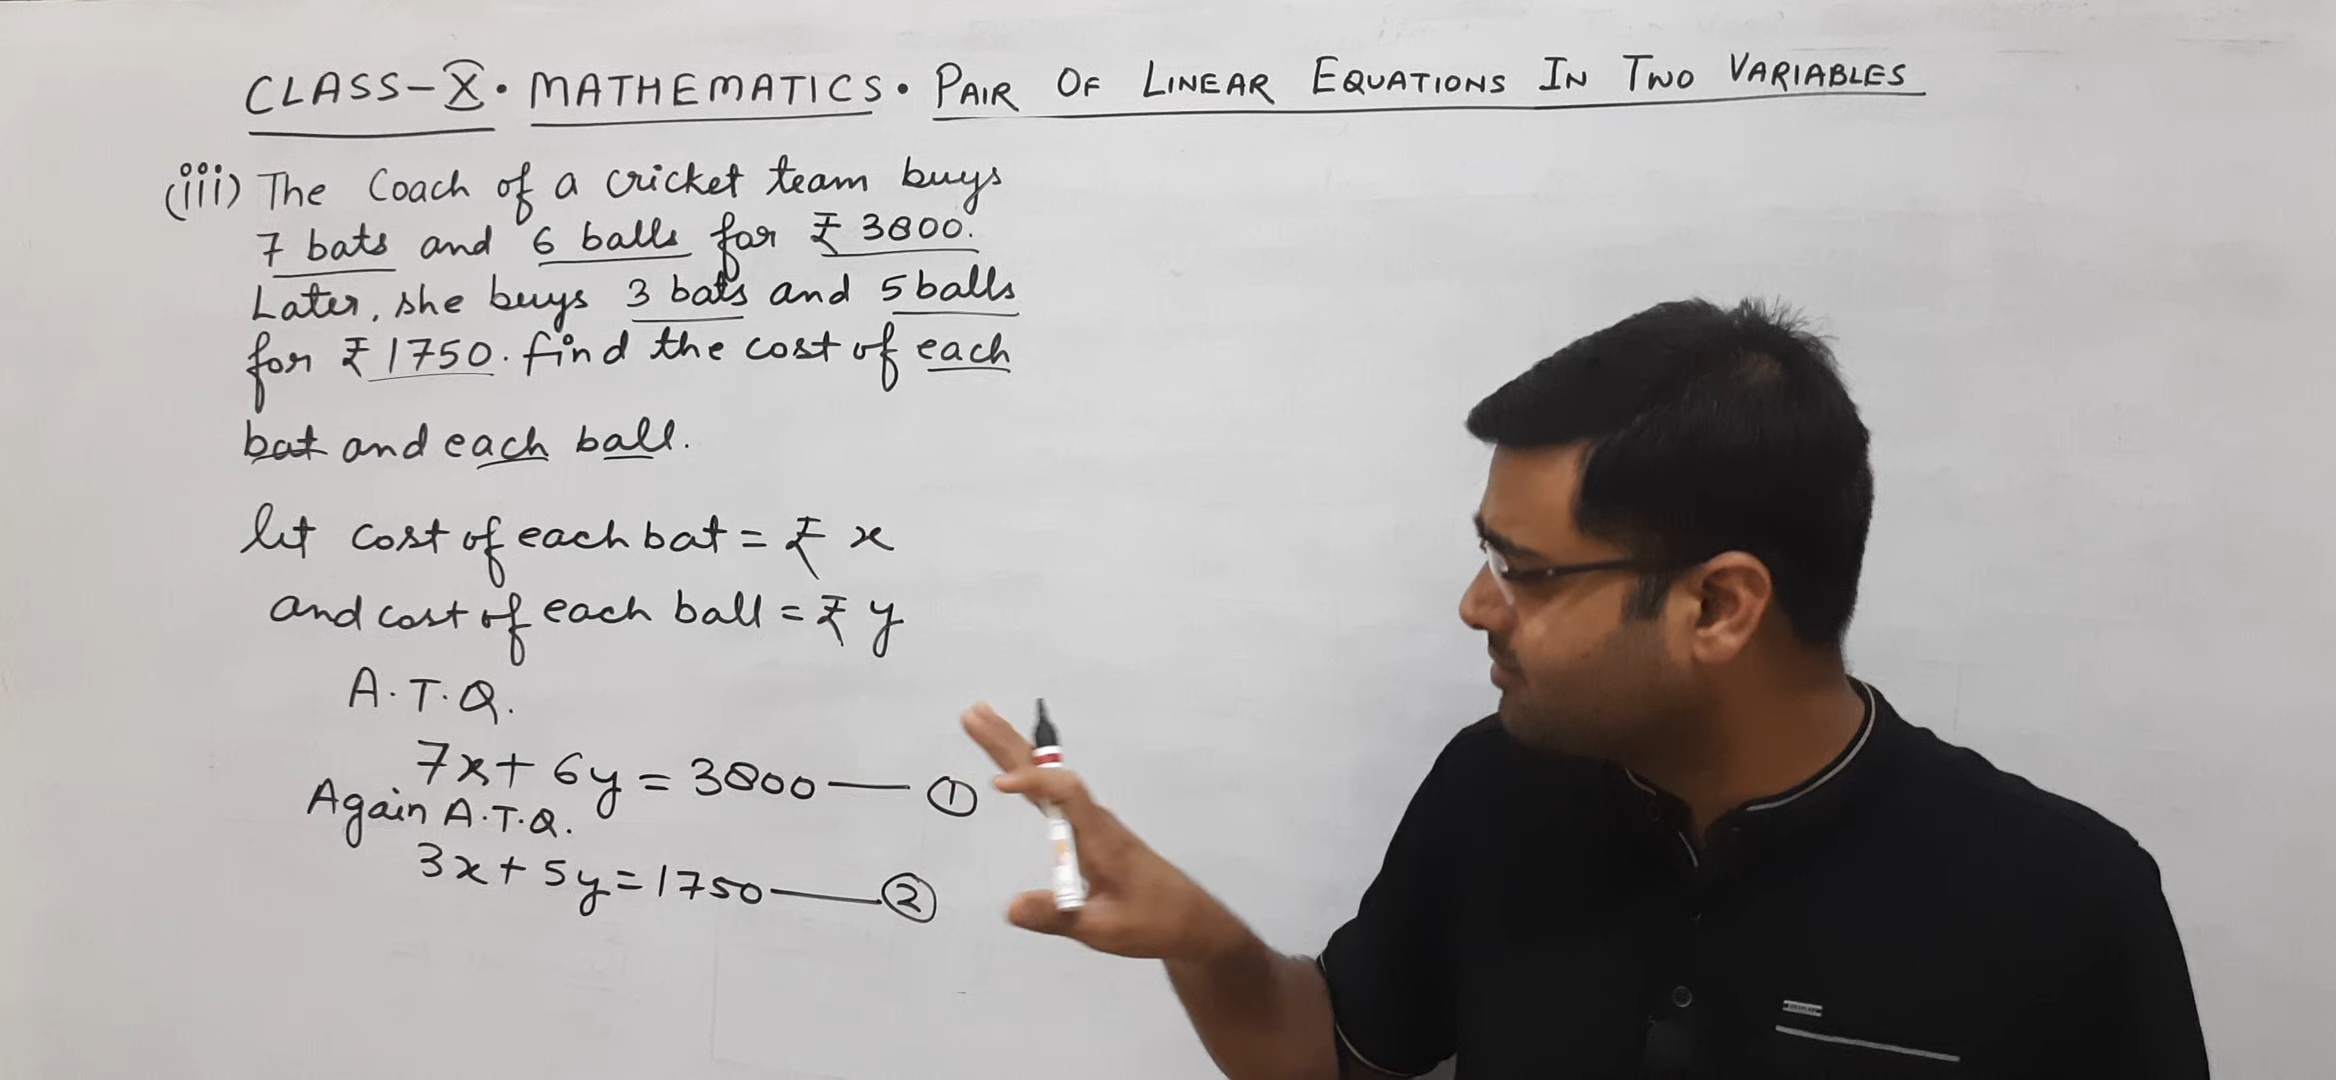 CLASS-X • MATHEMATICS • PAIR OF LINEAR EQUATIONS IN TWO VARIABLES
(iii) The Coach of a cricket team buys
7 bats and 6 balls for ₹ 3800.
Later, she buys 3 bats and 5 balls
for ₹ 1750. find the cost of each
bat and each ball.
let cost of each bat = ₹ x
and cost of each ball = ₹ y
A.T.Q.
7x + 6y = 3800 — ①
Again A.T.Q.
3x + 5y = 1750 — ②